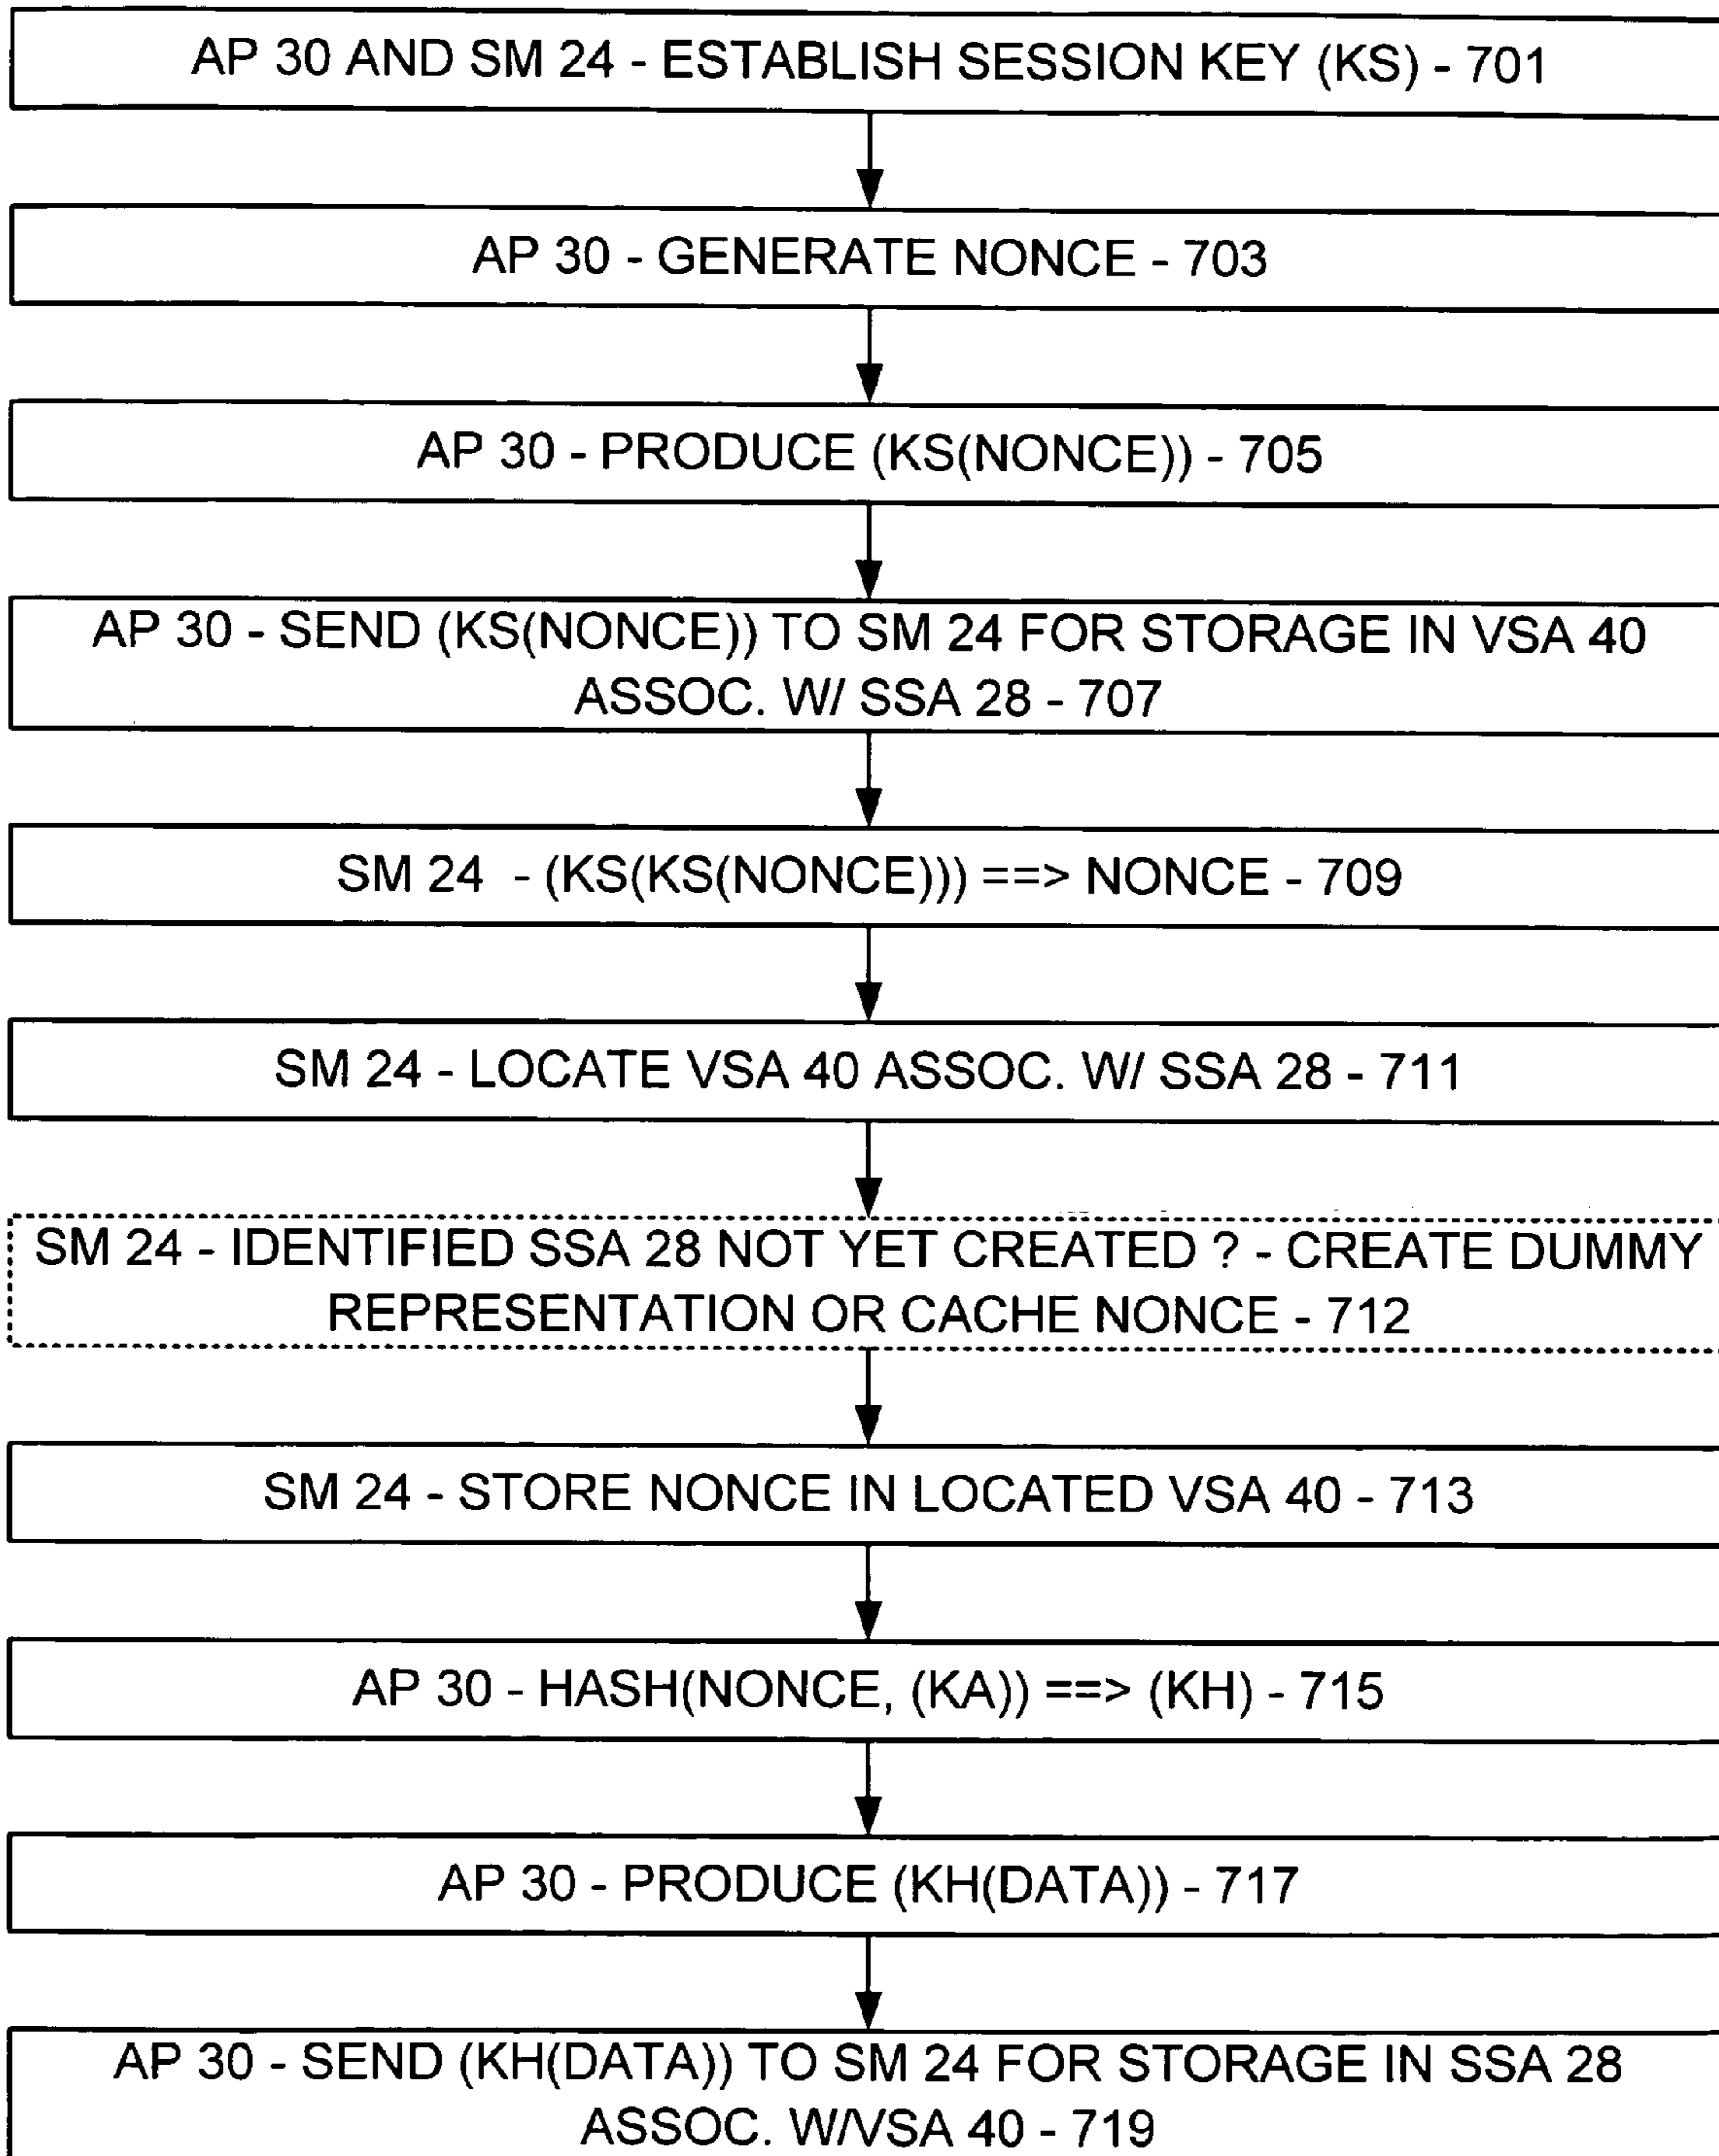 AP 30 AND SM 24 - ESTABLISH SESSION KEY (KS) - 701
AP 30 - GENERATE NONCE - 703
AP 30 - PRODUCE (KS(NONCE)) - 705
AP 30 - SEND (KS(NONCE)) TO SM 24 FOR STORAGE IN VSA 40
ASSOC. W/ SSA 28 - 707
SM 24 - (KS(KS(NONCE))) ==> NONCE - 709
SM 24 - LOCATE VSA 40 ASSOC. W/ SSA 28 - 711
SM 24 - IDENTIFIED SSA 28 NOT YET CREATED ? - CREATE DUMMY
REPRESENTATION OR CACHE NONCE - 712
SM 24 - STORE NONCE IN LOCATED VSA 40 - 713
AP 30 - HASH(NONCE, (KA)) ==> (KH) - 715
AP 30 - PRODUCE (KH(DATA)) - 717
AP 30 - SEND (KH(DATA)) TO SM 24 FOR STORAGE IN SSA 28
ASSOC. W/VSA 40 - 719